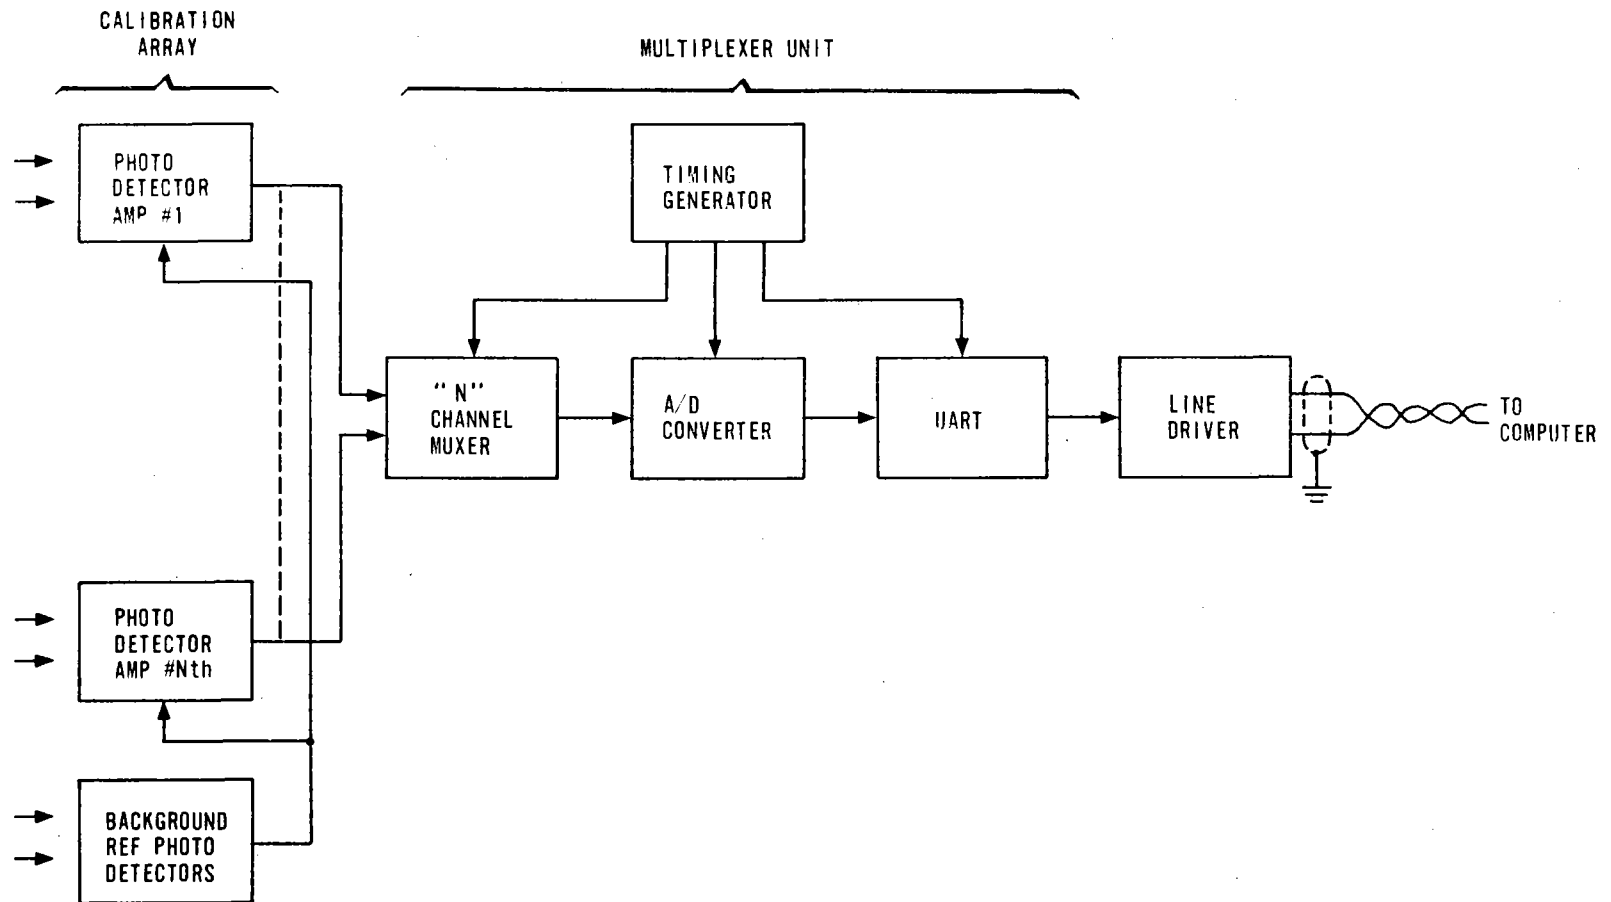 CALIBRATION
ARRAY
MULTIPLEXER UNIT
PHOTO
DETECTOR
AMP #1
TIMING
GENERATOR
"N"
CHANNEL
MUXER
A/D
CONVERTER
UART
LINE
DRIVER
TO
COMPUTER
PHOTO
DETECTOR
AMP #Nth
BACKGROUND
REF PHOTO
DETECTORS